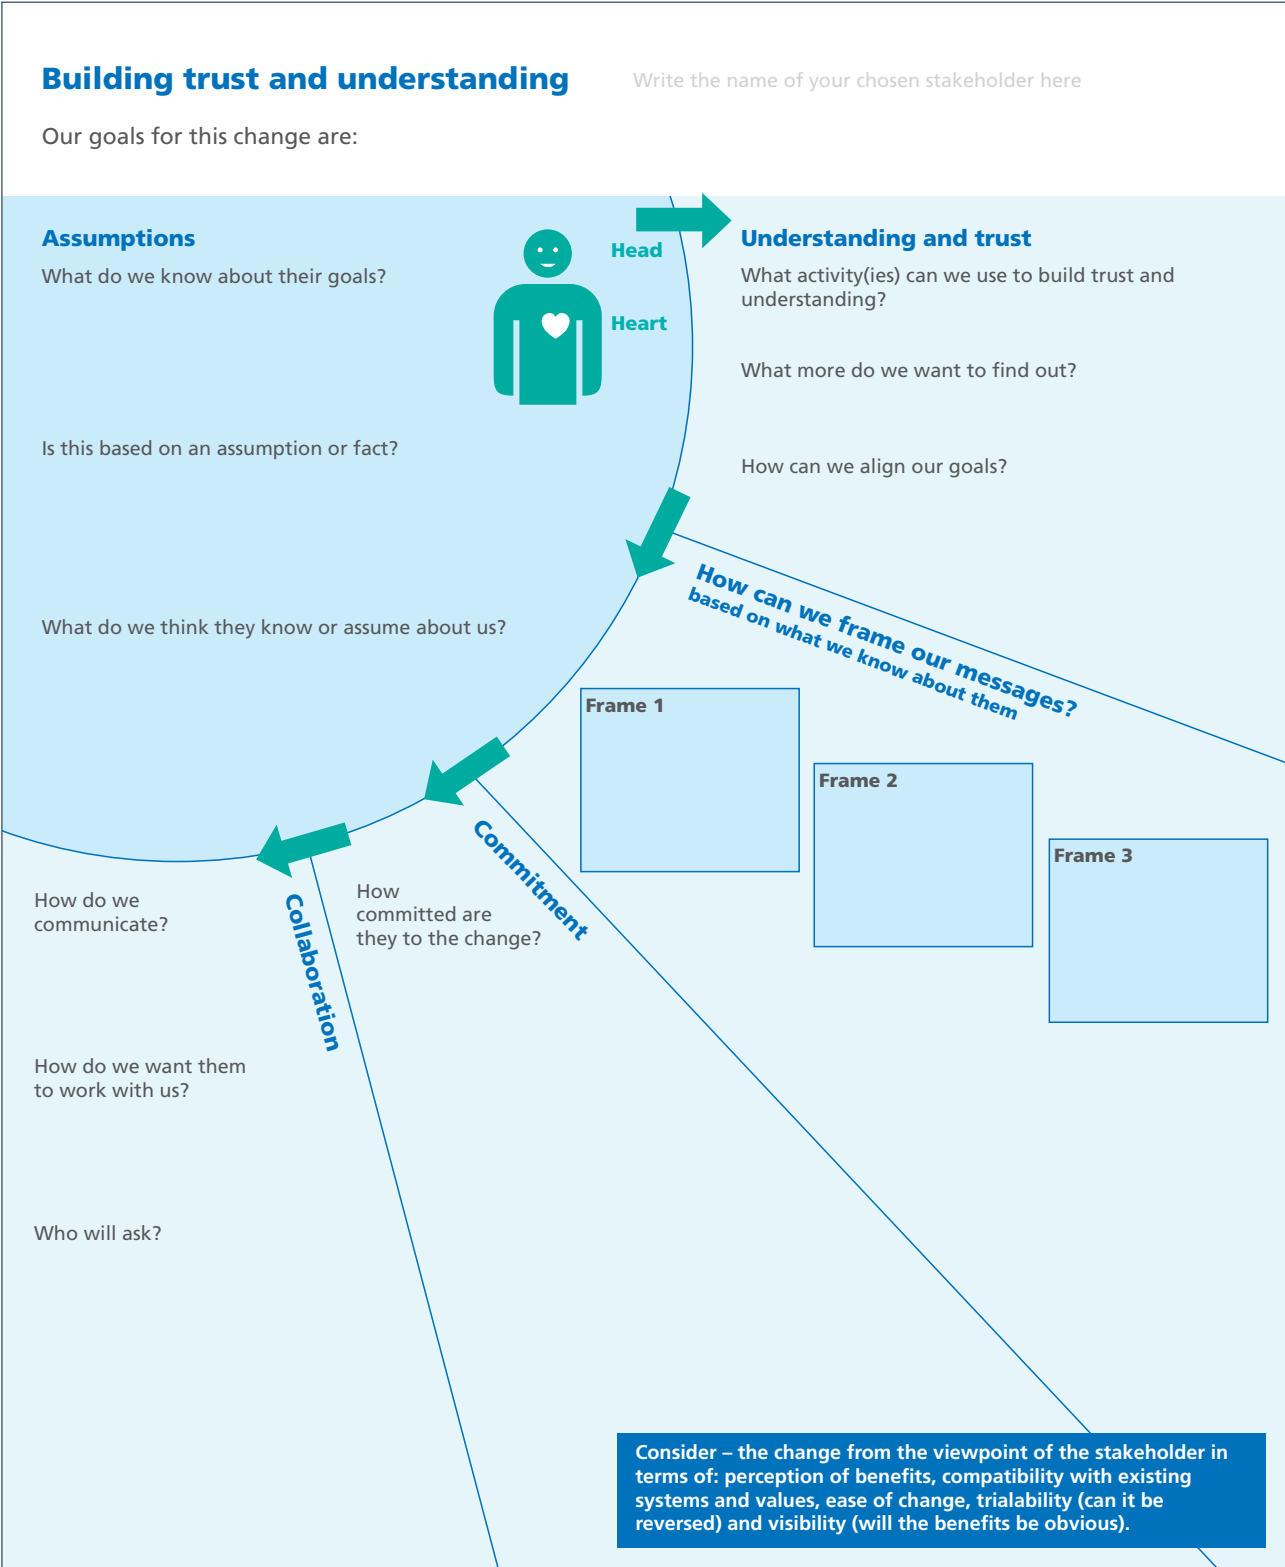 Building trust and understanding
Write the name of your chosen stakeholder here
Our goals for this change are:
Assumptions
What do we know about their goals?
Head
Heart
Is this based on an assumption or fact?
What do we think they know or assume about us?
Understanding and trust
What activity(ies) can we use to build trust and
understanding?
What more do we want to find out?
How can we align our goals?
How can we frame our messages?
based on what we know about them
Frame 1
Frame 2
Frame 3
Commitment
How
committed are
they to the change?
Collaboration
How do we
communicate?
How do we want them
to work with us?
Who will ask?
Consider – the change from the viewpoint of the stakeholder in
terms of: perception of benefits, compatibility with existing
systems and values, ease of change, trialability (can it be
reversed) and visibility (will the benefits be obvious).